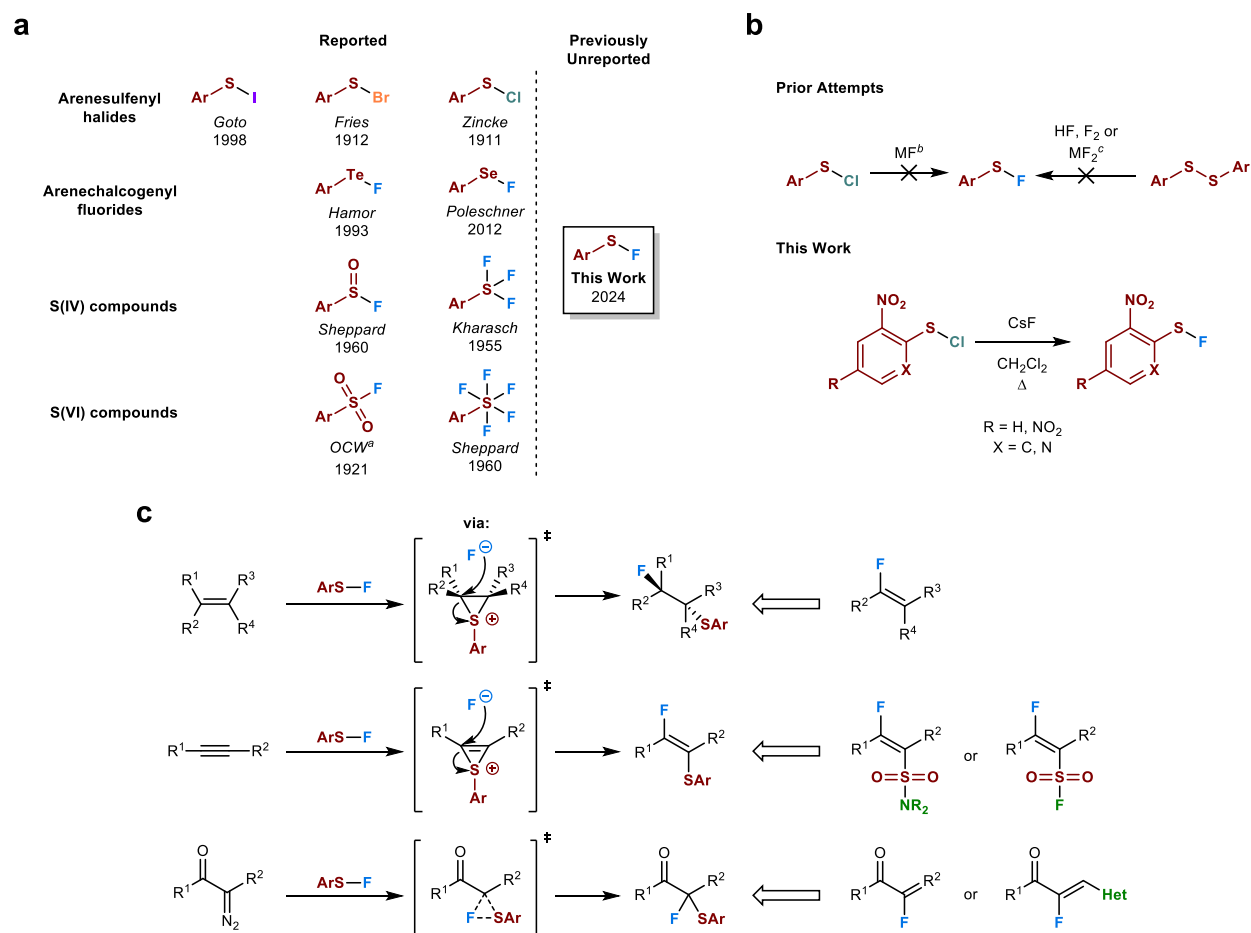 a
Reported
Previously
Unreported
Arenesulfenyl
halides
Ar S I
Goto
1998
Ar S Br
Fries
1912
Ar S Cl
Zincke
1911
Arenechalcogenyl
fluorides
Ar Te F
Hamor
1993
Ar Se F
Poleschner
2012
Ar S F
This Work
2024
S(IV) compounds
O
Ar S F
Sheppard
1960
F F
Ar S F
Kharasch
1955
S(VI) compounds
O F
Ar S O
OCWᵃ
1921
F F F
Ar S F F
Sheppard
1960
b
Prior Attempts
Ar S Cl
MFᵇ
Ar S F
HF, F₂ or
MF₂ᶜ
Ar S S Ar
This Work
NO₂
S Cl
R X
CsF
CH₂Cl₂
Δ
NO₂
S F
R X
R = H, NO₂
X = C, N
c
via:
R¹ R³
R² R⁴
ArS—F
F ⊖
R¹ R³
R² R⁴
S ⊕
Ar
‡
F R¹ R³
R² R⁴ SAr
F
R² R³
R⁴
R¹ R²
ArS—F
F ⊖
R¹ R²
S ⊕
Ar
‡
F
R¹ R²
SAr
F
R¹ R²
O=S=O
NR₂
or
F
R¹ R²
O=S=O
F
O
R¹ R²
N₂
ArS—F
O
R¹ R²
F SAr
‡
O
R¹ R²
F SAr
O
R¹ R²
F
or
O
R¹ Het
F